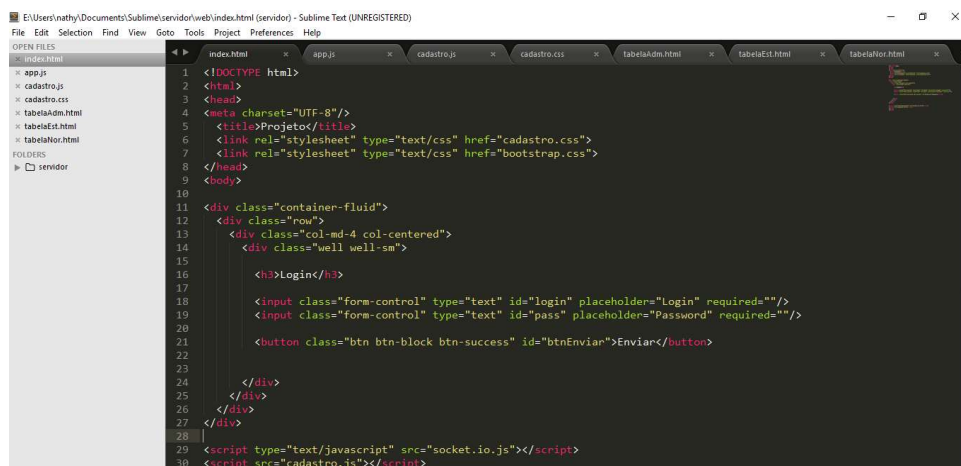 E:\Users\nathy\Documents\Sublime\servidor\web\index.html (servidor) - Sublime Text (UNREGISTERED)
File Edit Selection Find View Goto Tools Project Preferences Help
OPEN FILES
index.html
app.js
cadastro.js
cadastro.css
tabelaAdm.html
tabelaEst.html
tabelaNor.html
FOLDERS
servidor
index.html app.js cadastro.js cadastro.css tabelaAdm.html tabelaEst.html tabelaNor.html
1 <!DOCTYPE html>
2 <html>
3 <head>
4 <meta charset="UTF-8"/>
5 <title>Projeto</title>
6 <link rel="stylesheet" type="text/css" href="cadastro.css">
7 <link rel="stylesheet" type="text/css" href="bootstrap.css">
8 </head>
9 <body>
10
11 <div class="container-fluid">
12 <div class="row">
13 <div class="col-md-4 col-centered">
14 <div class="well well-sm">
15
16 <h3>Login</h3>
17
18 <input class="form-control" type="text" id="login" placeholder="Login" required=""/>
19 <input class="form-control" type="text" id="pass" placeholder="Password" required=""/>
20
21 <button class="btn btn-block btn-success" id="btnEnviar">Enviar</button>
22
23
24 </div>
25 </div>
26 </div>
27 </div>
28
29 <script type="text/javascript" src="socket.io.js"></script>
30 <script src="cadastro.js"></script>